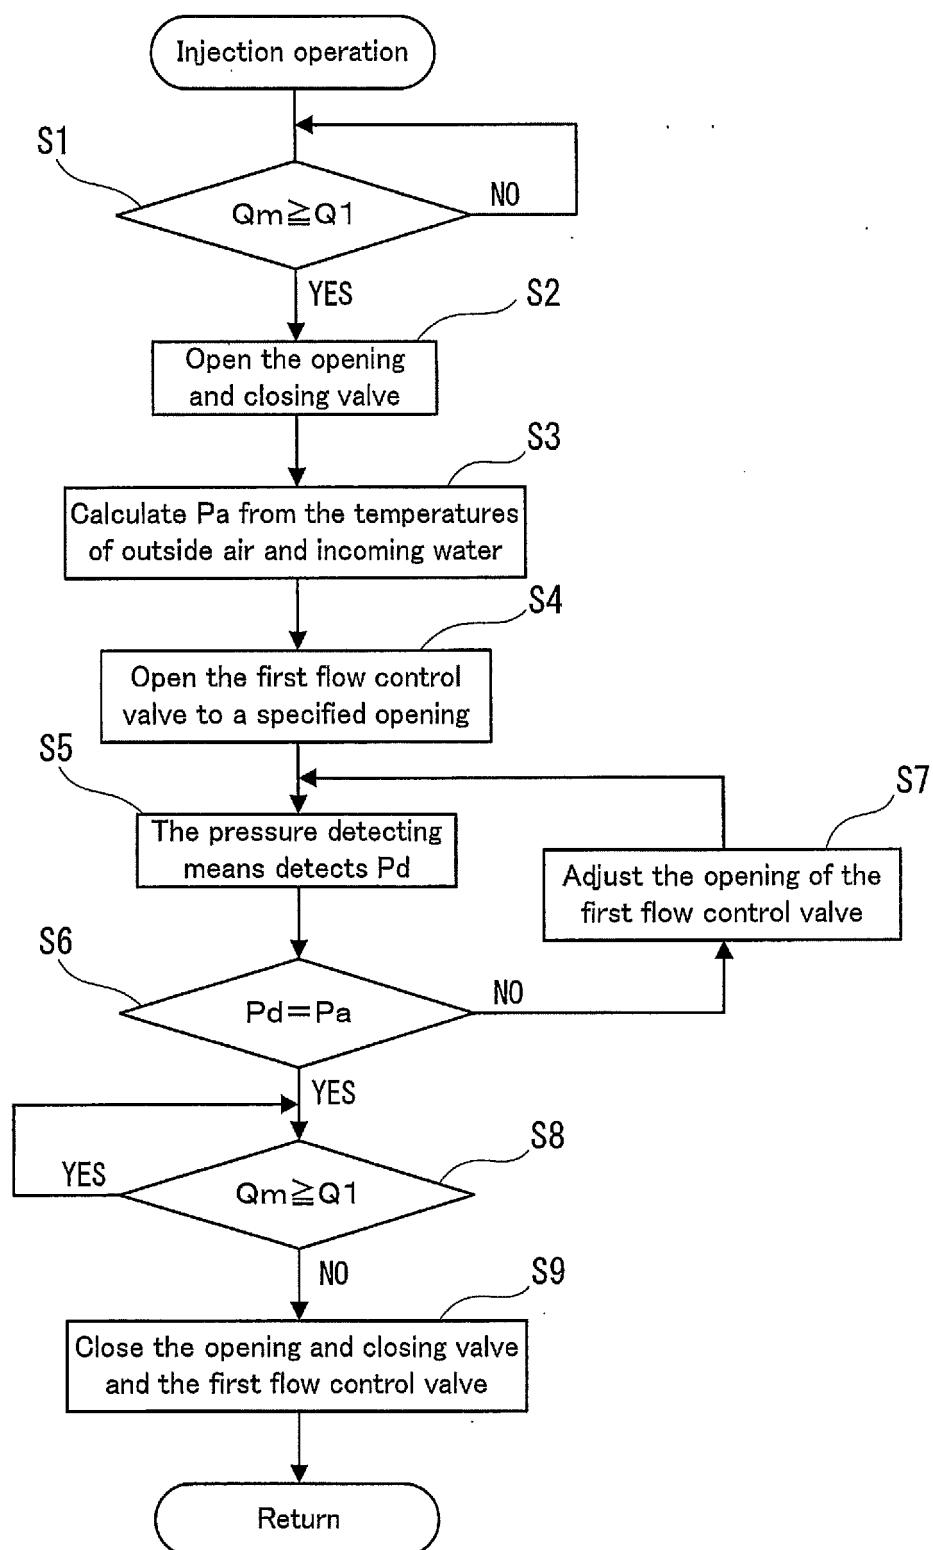 Injection operation
S1
Qm≧Q1
NO
YES
S2
Open the opening
and closing valve
S3
Calculate Pa from the temperatures
of outside air and incoming water
S4
Open the first flow control
valve to a specified opening
S5
The pressure detecting
means detects Pd
S7
Adjust the opening of the
first flow control valve
S6
Pd=Pa
NO
YES
S8
Qm≧Q1
YES
NO
S9
Close the opening and closing valve
and the first flow control valve
Return